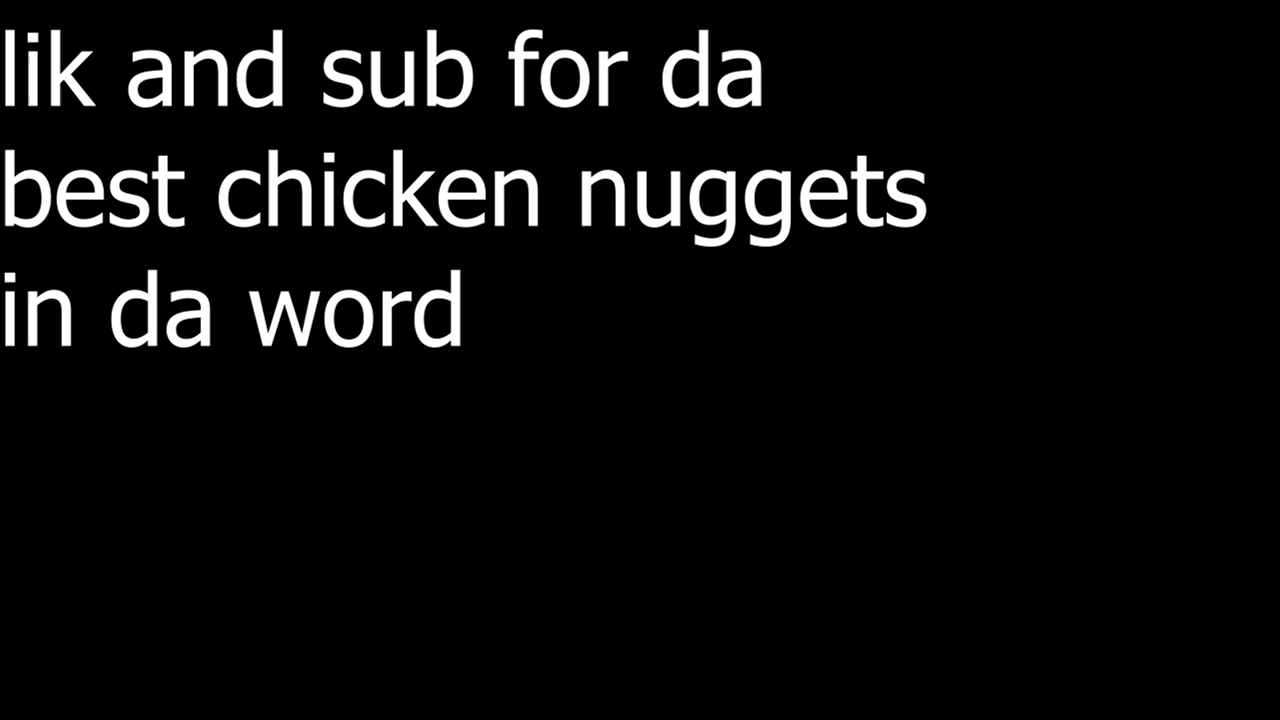 lik and sub for da
best chicken nuggets
in da word